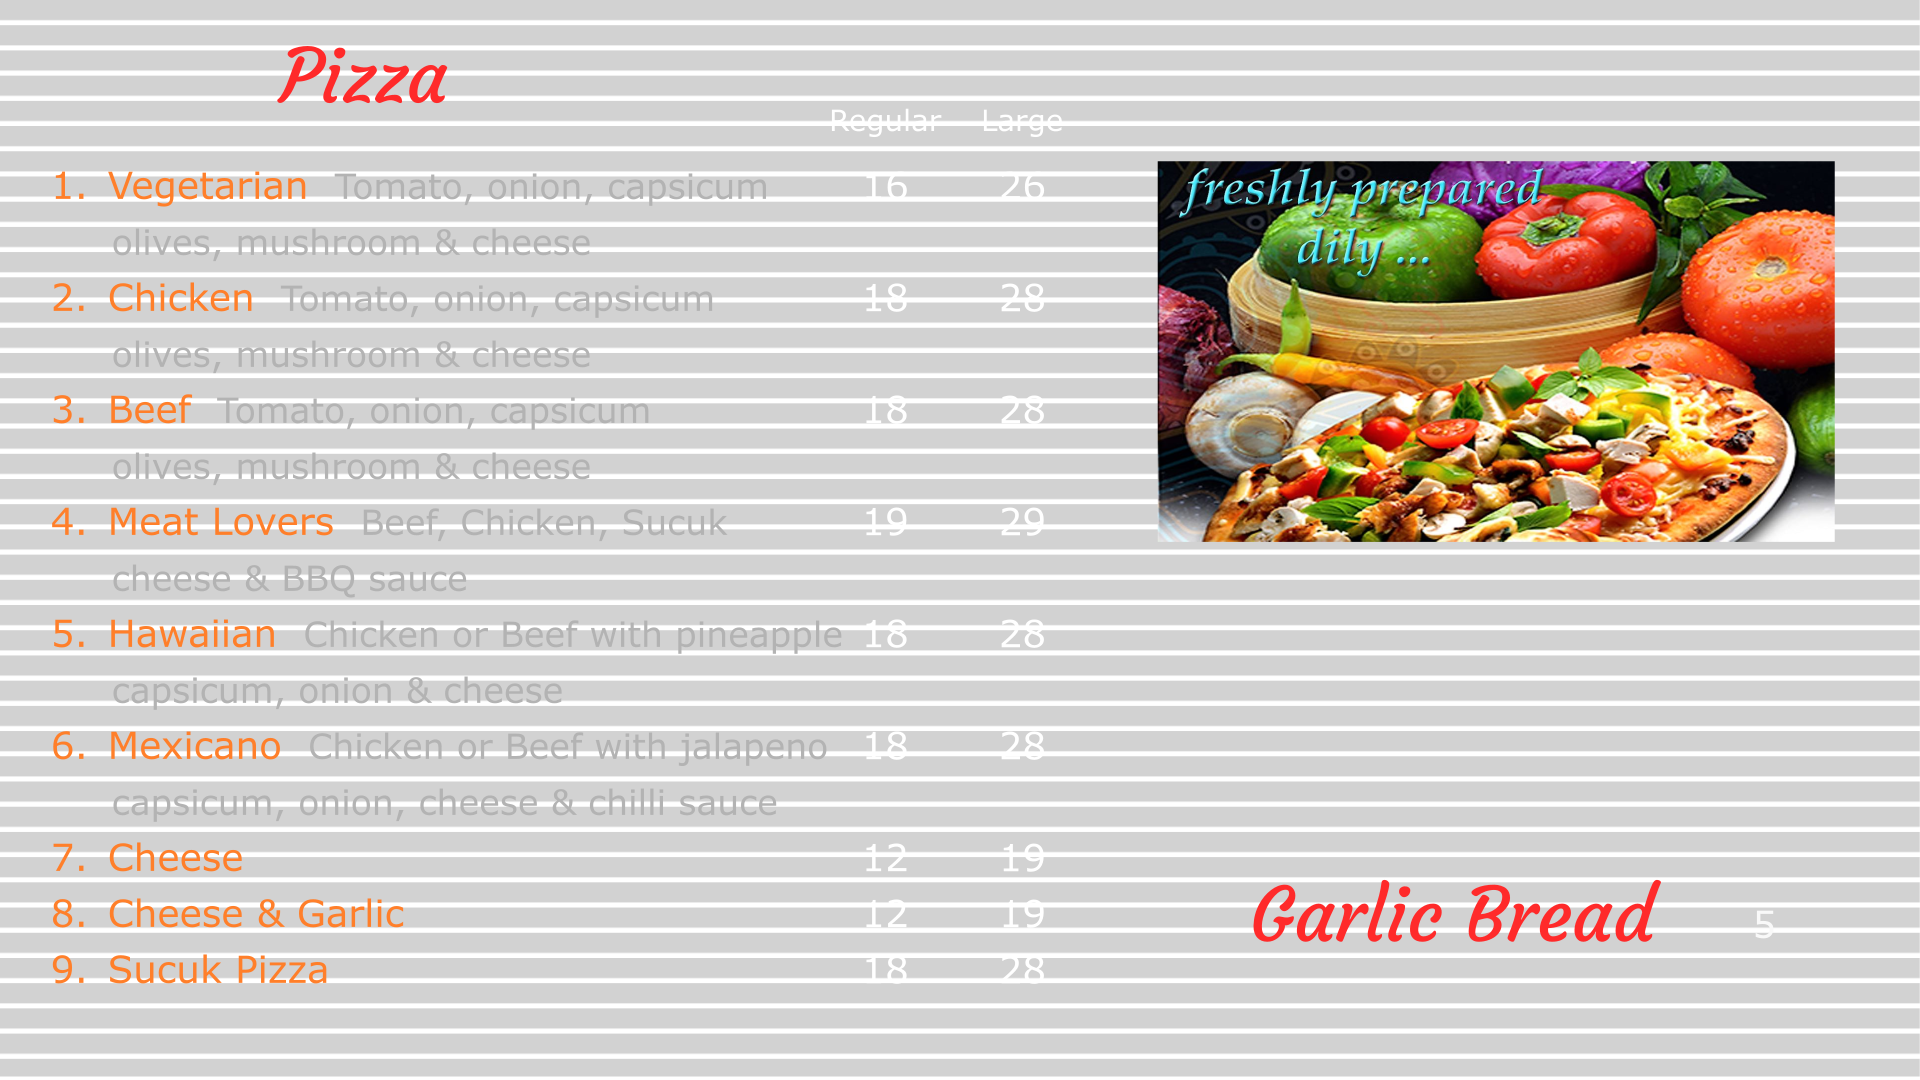 Pizza
Regular Large
1. Vegetarian Tomato, onion, capsicum 16 26
olives, mushroom & cheese
2. Chicken Tomato, onion, capsicum 18 28
olives, mushroom & cheese
3. Beef Tomato, onion, capsicum 18 28
olives, mushroom & cheese
4. Meat Lovers Beef, Chicken, Sucuk 19 29
cheese & BBQ sauce
5. Hawaiian Chicken or Beef with pineapple 18 28
capsicum, onion & cheese
6. Mexicano Chicken or Beef with jalapeno 18 28
capsicum, onion, cheese & chilli sauce
7. Cheese 12 19
8. Cheese & Garlic 12 19
9. Sucuk Pizza 18 28
freshly prepared
dily ...
Garlic Bread 5